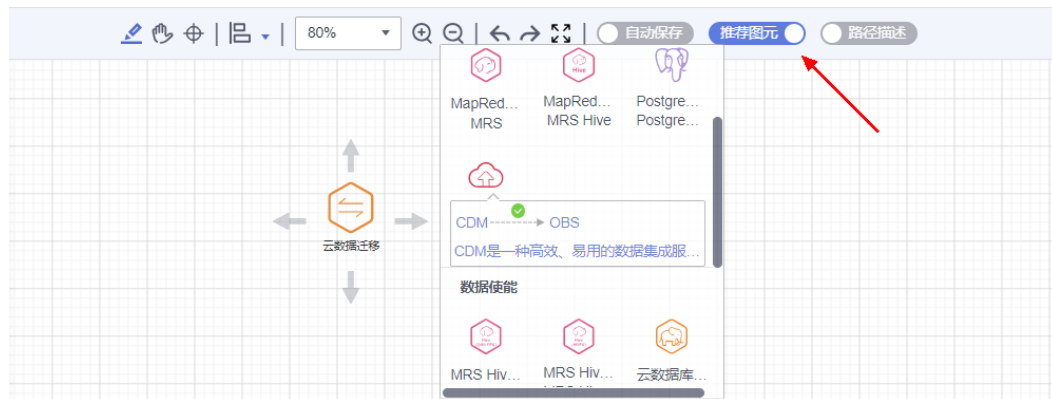 80%
自动保存
推荐图元
路径描述
Hive
MapRed...
MRS
MapRed...
MRS Hive
Postgre...
Postgre...
云数据迁移
CDM
OBS
CDM是一种高效、易用的数据集成服...
数据使能
MRS Hiv...
MRS Hiv...
云数据库...